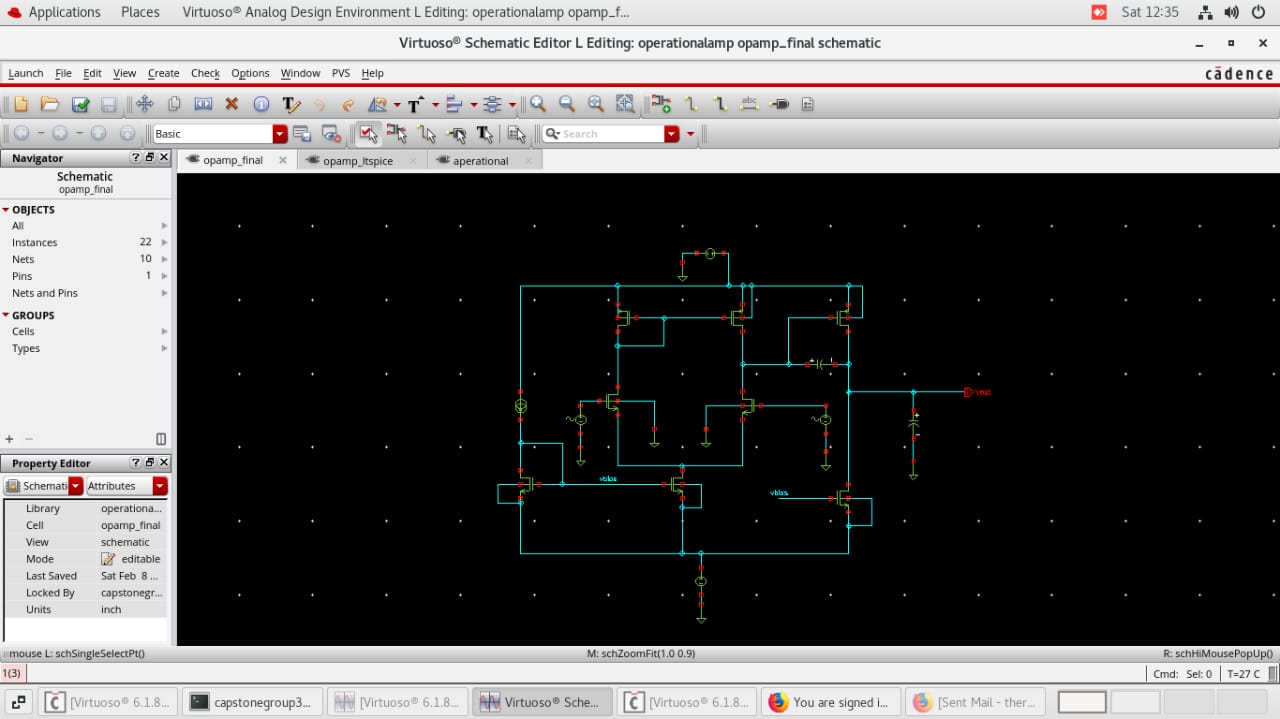 Applications Places Virtuoso® Analog Design Environment L Editing: operationalamp opamp_f... Sat 12:35
Virtuoso® Schematic Editor L Editing: operationalamp opamp_final schematic
Launch File Edit View Create Check Options Window PVS Help cādence
Basic Search
Navigator opamp_final opamp_ltspice aperational
Schematic
opamp_final
OBJECTS
All
Instances 22
Nets 10
Pins 1
Nets and Pins
GROUPS
Cells
Types
Property Editor
Schemati Attributes
Library operationa...
Cell opamp_final
View schematic
Mode editable
Last Saved Sat Feb 8 ...
Locked By capstonegr...
Units inch
vbias
vbias
mouse L: schSingleSelectPt() M: schZoomFit(1.0 0.9) R: schHiMousePopUp()
1(3) Cmd: Sel: 0 T=27 C
[Virtuoso® 6.1.8... capstonegroup3... [Virtuoso® 6.1.8... Virtuoso® Sche... [Virtuoso® 6.1.8... You are signed i... [Sent Mail - ther...